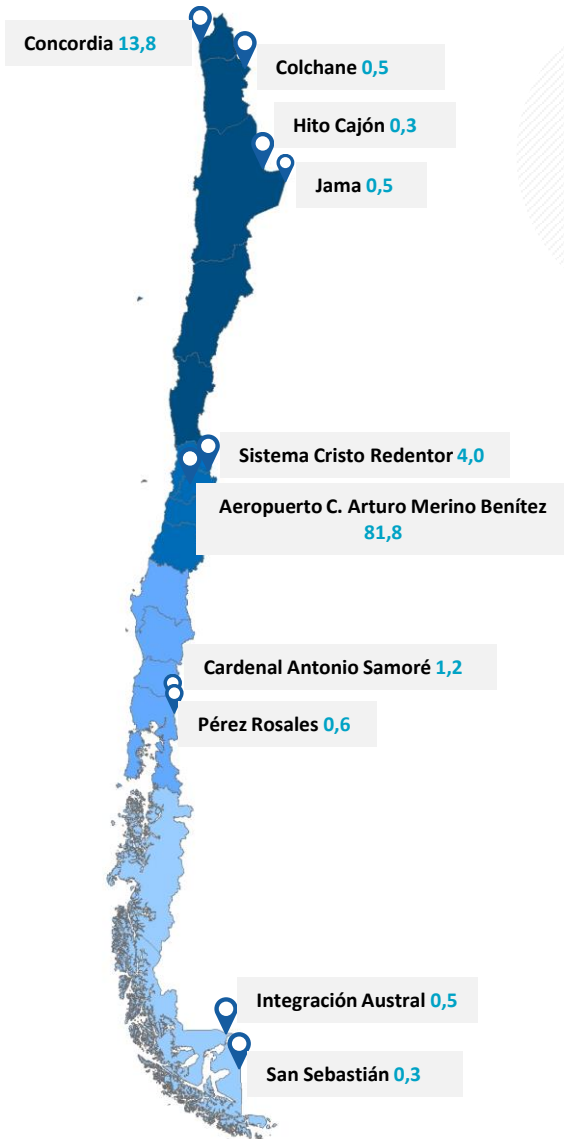 Concordia 13,8
Colchane 0,5
Hito Cajón 0,3
Jama 0,5
Sistema Cristo Redentor 4,0
Aeropuerto C. Arturo Merino Benítez
81,8
Cardenal Antonio Samoré 1,2
Pérez Rosales 0,6
Integración Austral 0,5
San Sebastián 0,3